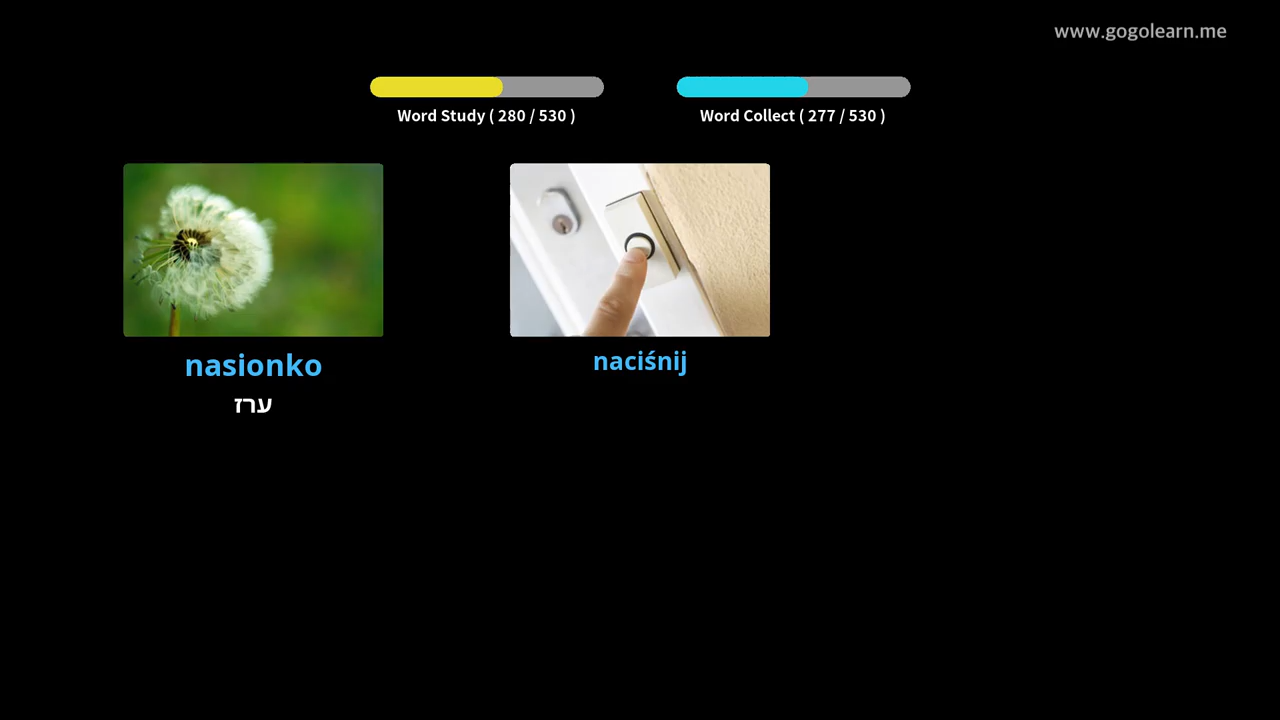 www.gogolearn.me
Word Study ( 280 / 530 )
Word Collect ( 277 / 530 )
nasionko
ערז
naciśnij